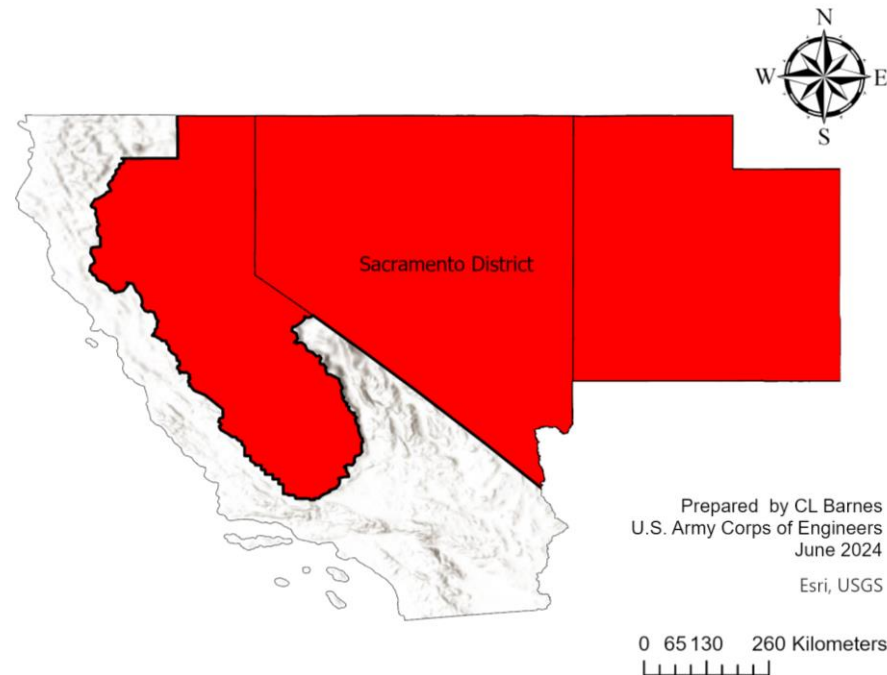 N
W E
S
Sacramento District
Prepared by CL Barnes
U.S. Army Corps of Engineers
June 2024
Esri, USGS
0 65 130 260 Kilometers